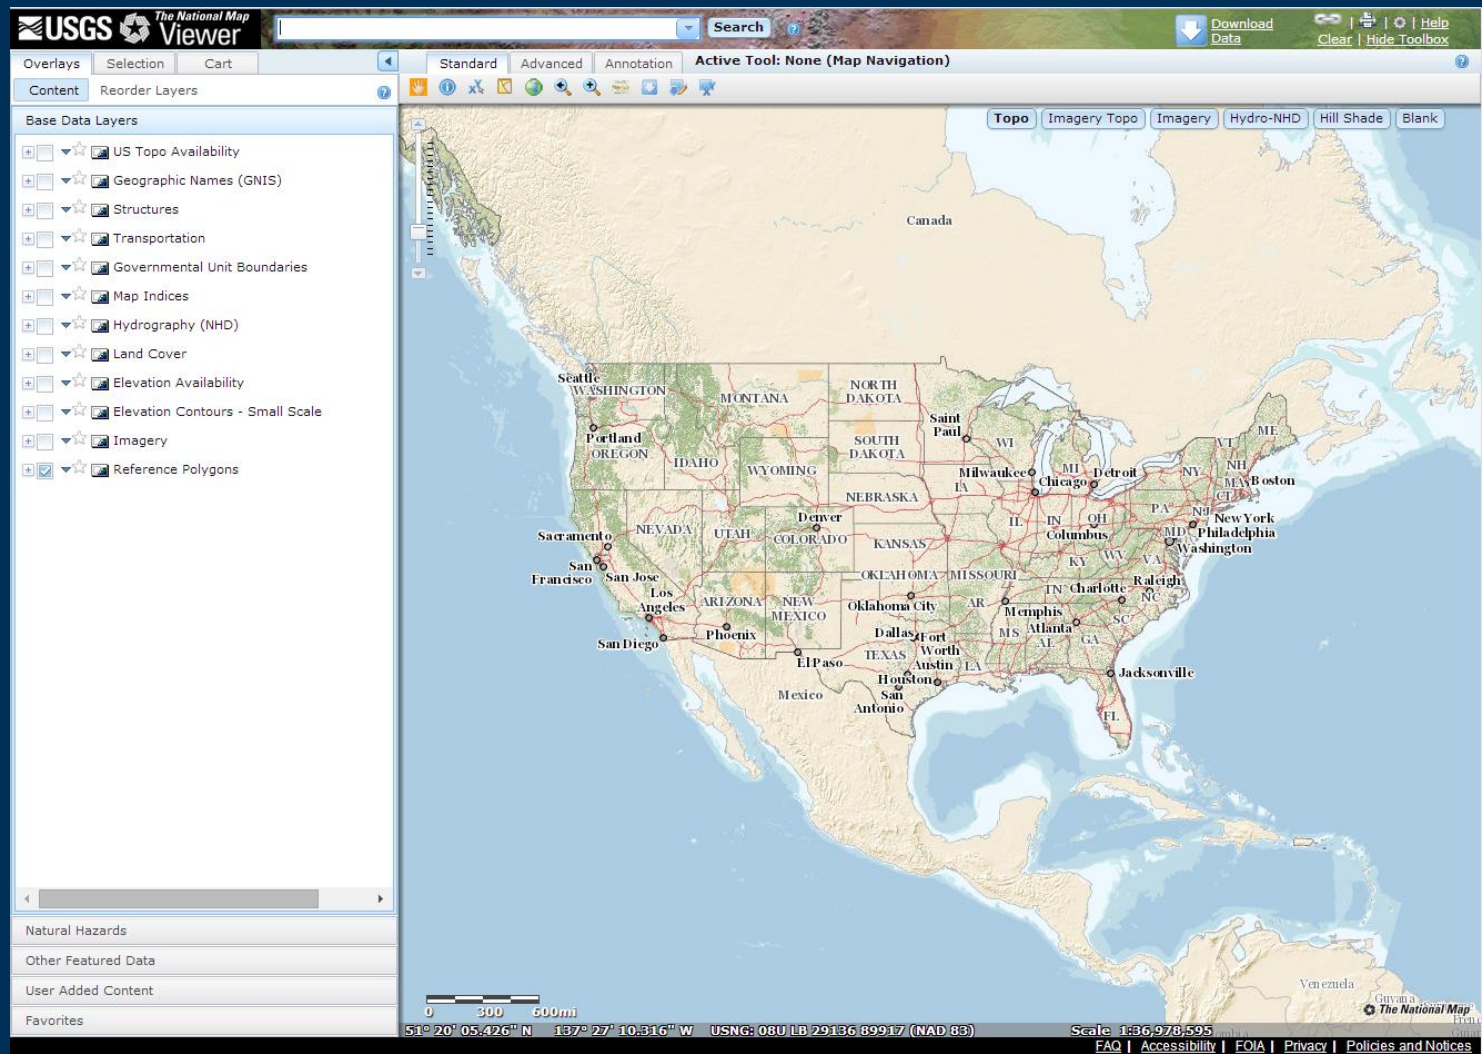 USGS The National Map Viewer
Search
Download Data
Help
Clear | Hide Toolbox
Overlays Selection Cart
Standard Advanced Annotation Active Tool: None (Map Navigation)
Content Reorder Layers
Base Data Layers
Topo Imagery Topo Imagery Hydro-NHD Hill Shade Blank
US Topo Availability
Geographic Names (GNIS)
Structures
Transportation
Governmental Unit Boundaries
Map Indices
Hydrography (NHD)
Land Cover
Elevation Availability
Elevation Contours - Small Scale
Imagery
Reference Polygons
Natural Hazards
Other Featured Data
User Added Content
Favorites
Canada
Seattle
WASHINGTON
MONTANA
NORTH DAKOTA
Saint Paul
WI
ME
VT
Portland
OREGON
IDAHO
WYOMING
SOUTH DAKOTA
Milwaukee
MI
Detroit
NY
NH
MA
Boston
CT
Chicago
IA
NEBRASKA
PA
NJ
New York
Philadelphia
Denver
IL
IN
OH
Columbus
MD
Washington
Sacramento
NEVADA
UTAH
COLORADO
KANSAS
WV
VA
KY
San Francisco
San Jose
OKLAHOMA
MISSOURI
TN
Charlotte
Raleigh
NC
Los Angeles
ARIZONA
NEW MEXICO
Oklahoma City
AR
Memphis
Atlanta
SC
San Diego
Phoenix
Dallas
Fort Worth
MS
AL
GA
El Paso
TEXAS
Austin
LA
Houston
Jacksonville
Mexico
San Antonio
FL
Venezuela
Guyana
The National Map
0 300 600mi
51° 20' 05.426" N 137° 27' 10.316" W USNG: 08U LB 29136 89917 (NAD 83) Scale 1:36,978,595
FAQ | Accessibility | FOIA | Privacy | Policies and Notices